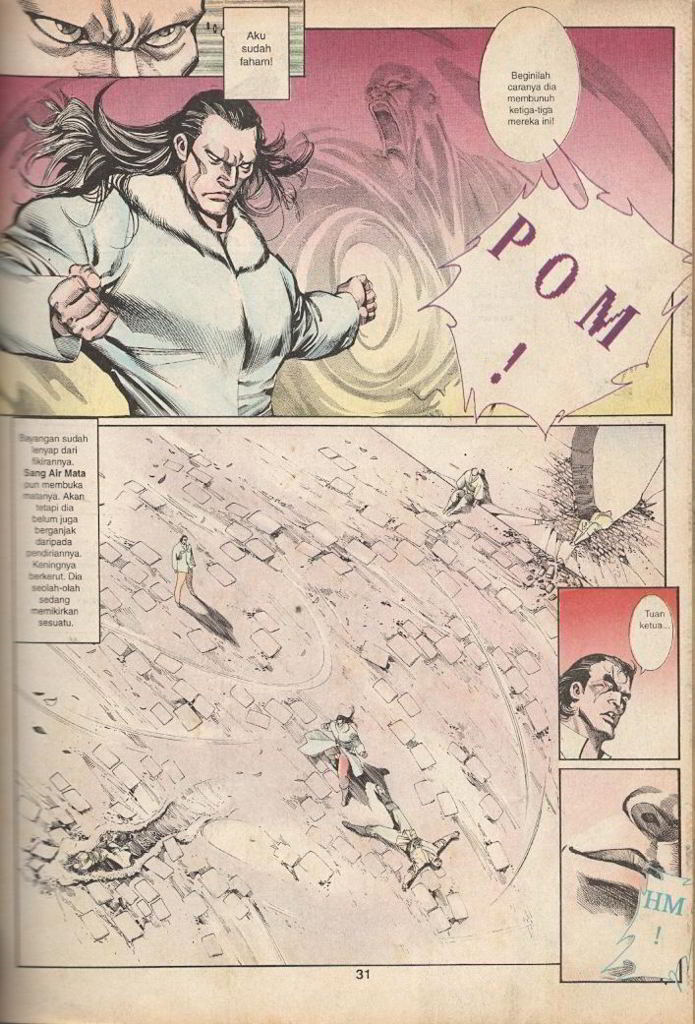 Aku
sudah
faham!
Beginilah
caranya dia
membunuh
ketiga-tiga
mereka ini!
POM!
Bayangan sudah
lenyap dari
fikirannya.
Sang Air Mata
pun membuka
matanya. Akan
tetapi dia
belum juga
berganjak
daripada
pendiriannya.
Keningnya
berkerut. Dia
seolah-olah
sedang
memikirkan
sesuatu.
Tuan
ketua...
HM
!
31